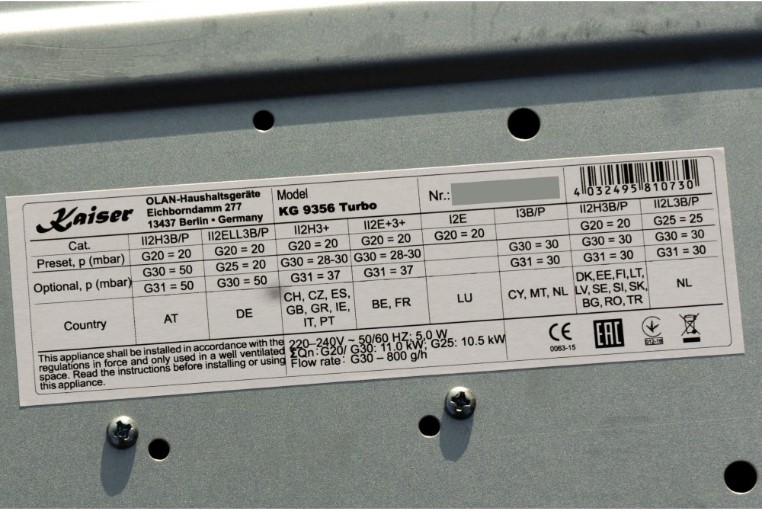 Kaiser
OLAN-Haushaltsgeräte
Eichborndamm 277
13437 Berlin • Germany
Model
KG 9356 Turbo
Nr.:
4 032495 810730
Cat. II2H3B/P II2ELL3B/P II2H3+ II2E+3+ I2E I3B/P II2H3B/P II2L3B/P
Preset, p (mbar) G20 = 20 G20 = 20 G20 = 20 G20 = 20 G20 = 20 G20 = 20 G25 = 25
Optional, p (mbar) G30 = 50 G25 = 20 G30 = 28-30 G30 = 28-30 G30 = 30 G30 = 30 G30 = 30
G31 = 50 G30 = 50 G31 = 37 G31 = 37 G31 = 30 G31 = 30 G31 = 30
Country AT DE CH, CZ, ES, GB, GR, IE, IT, PT BE, FR LU CY, MT, NL DK, EE, FI, LT, LV, SE, SI, SK, BG, RO, TR NL
This appliance shall be installed in accordance with the
regulations in force and only used in a well ventilated
space. Read the instructions before installing or using
this appliance.
220–240V ~ 50/60 HZ; 5.0 W
ΣQn: G20/ G30: 11.0 kW; G25: 10.5 kW
Flow rate: G30 – 800 g/h
CE
0063-15
EAC